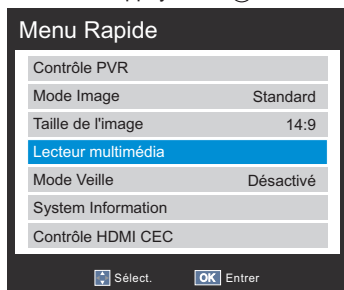 Menu Rapide
Contrôle PVR
Mode Image Standard
Taille de l'image 14:9
Lecteur multimédia
Mode Veille Désactivé
System Information
Contrôle HDMI CEC
Sélect. OK Entrer